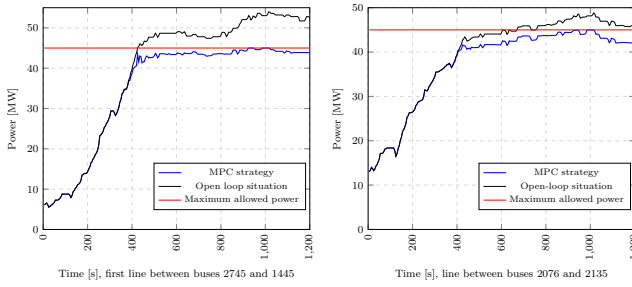 50
40
30
20
10
0
Power [MW]
MPC strategy
Open loop situation
Maximum allowed power
0
200
400
600
800
1,000
1,200
Time [s], first line between buses 2745 and 1445
50
40
30
20
10
0
Power [MW]
MPC strategy
Open-loop situation
Maximum allowed power
0
200
400
600
800
1,000
1,200
Time [s], line between buses 2076 and 2135